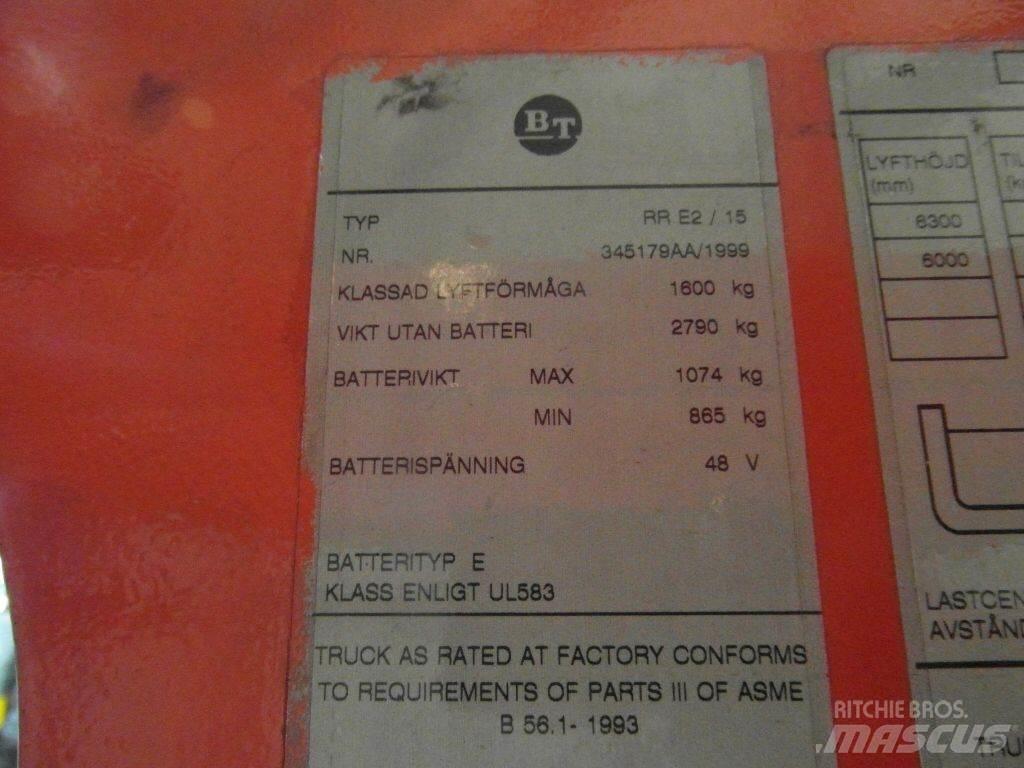 BT
TYP RR E2 / 15
NR. 345179AA/1999
KLASSAD LYFTFÖRMÅGA 1600 kg
VIKT UTAN BATTERI 2790 kg
BATTERIVIKT MAX 1074 kg
MIN 865 kg
BATTERISPÄNNING 48 V
BATTERITYP E
KLASS ENLIGT UL583
TRUCK AS RATED AT FACTORY CONFORMS
TO REQUIREMENTS OF PARTS III OF ASME
B 56.1- 1993
NR
LYFTHÖJD
(mm)
6300
6000
RITCHIE BROS.
MASCUS